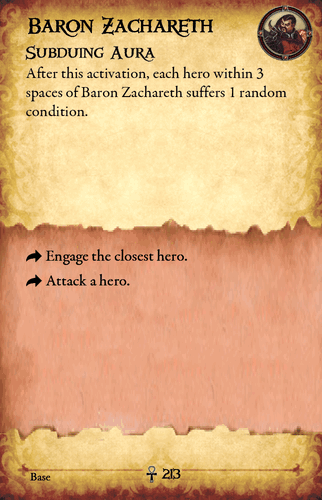 Baron Zachareth
Subduing Aura
After this activation, each hero within 3
spaces of Baron Zachareth suffers 1 random
condition.
Engage the closest hero.
Attack a hero.
Base
213